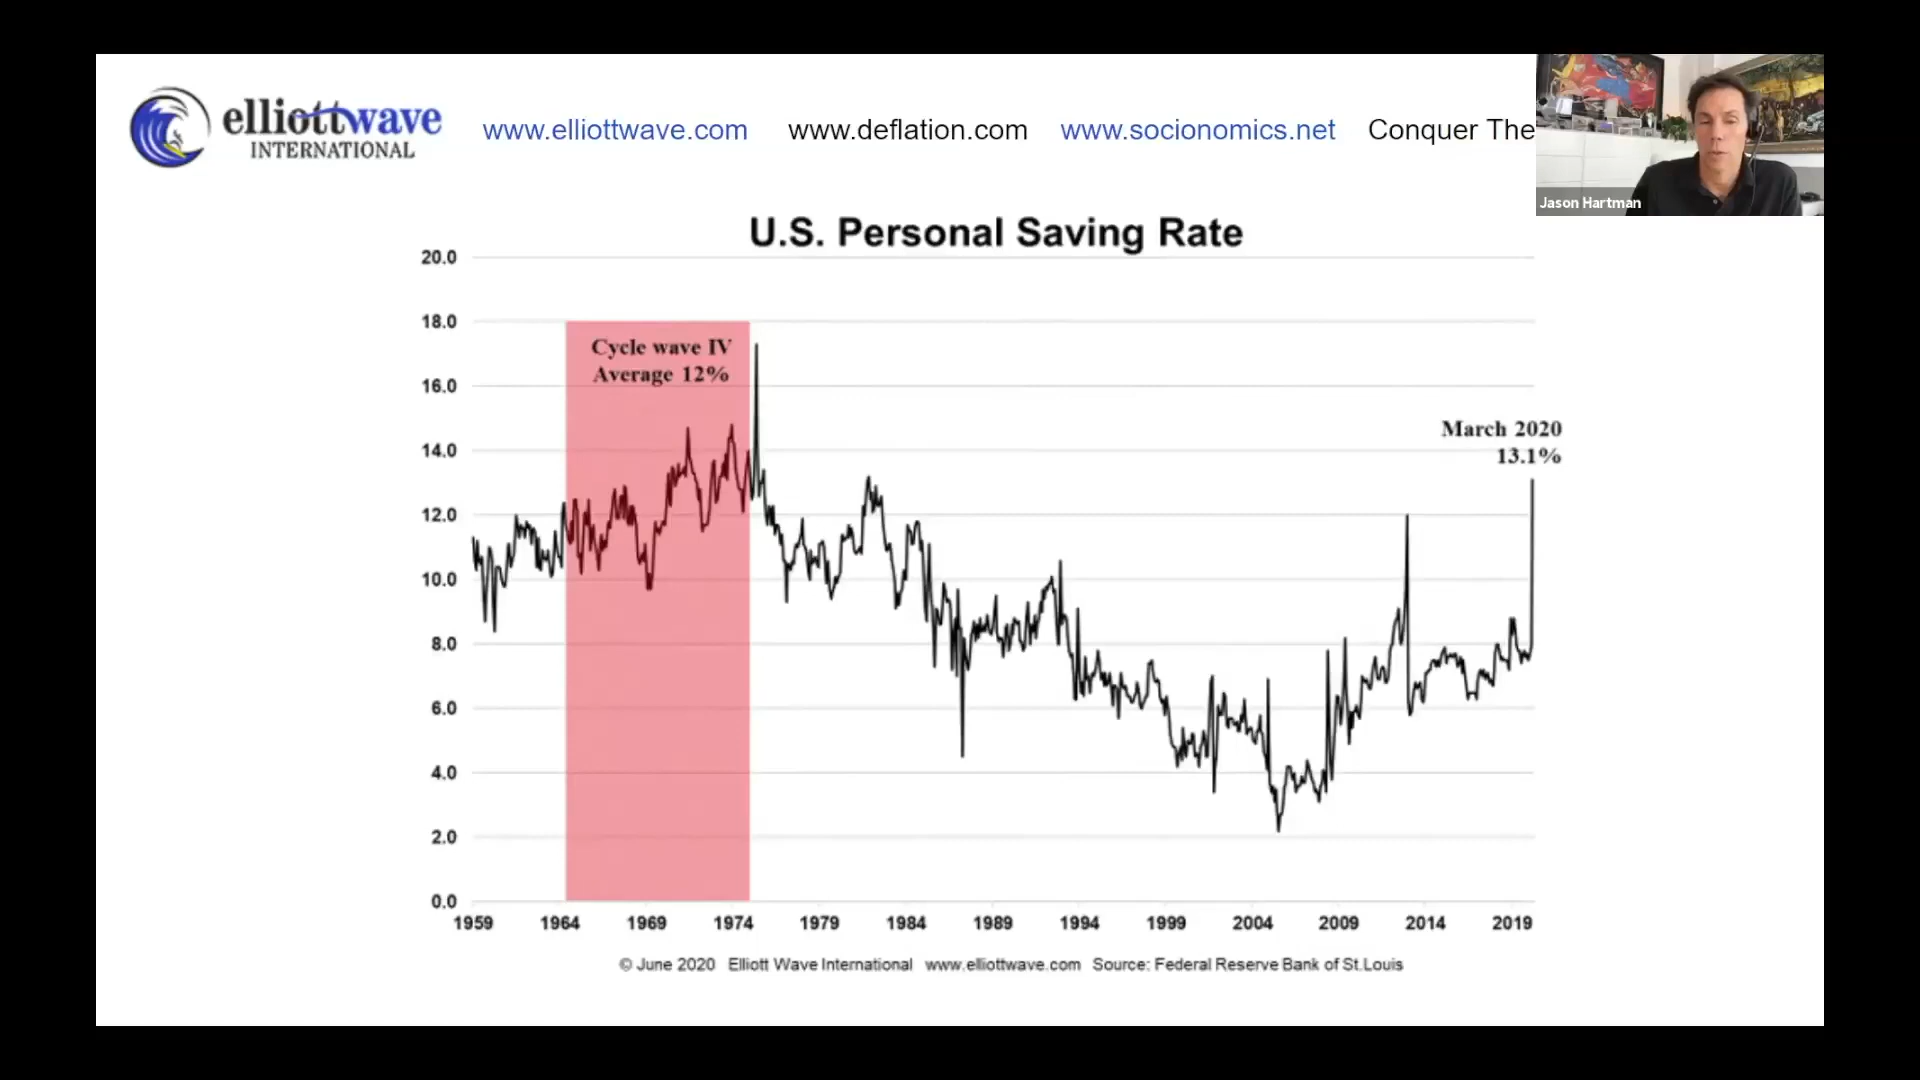 elliottwave
INTERNATIONAL
www.elliottwave.com www.deflation.com www.socionomics.net Conquer The
Jason Hartman
U.S. Personal Saving Rate
20.0
18.0
16.0
14.0
12.0
10.0
8.0
6.0
4.0
2.0
0.0
Cycle wave IV
Average 12%
March 2020
13.1%
1959 1964 1969 1974 1979 1984 1989 1994 1999 2004 2009 2014 2019
© June 2020 Elliott Wave International www.elliottwave.com Source: Federal Reserve Bank of St.Louis